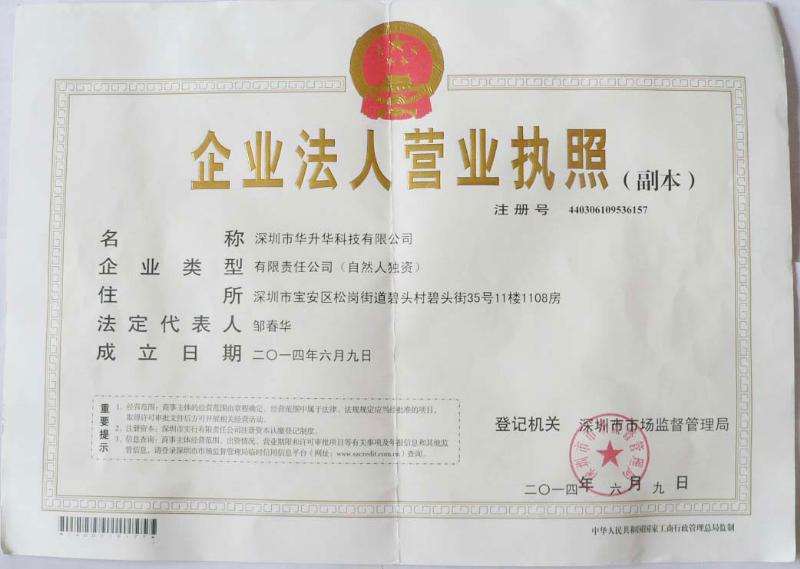 企业法人营业执照（副本）
注册号 440306109536157
名称 深圳市华升华科技有限公司
企业类型 有限责任公司（自然人独资）
住所 深圳市宝安区松岗街道碧头村碧头街35号11楼1108房
法定代表人 邹春华
成立日期 二〇一四年六月九日
重要提示
1、经营范围：商事主体的经营范围由章程确定。经营范围中属于法律、法规规定应当经批准的项目，
取得许可审批文件后方可开展相关经营活动。
2、注册资本：深圳市实行有限责任公司注册资本认缴登记制度。
3、信息查询：商事主体经营范围、出资情况、营业期限和许可审批项目等有关事项及年报信息和其他监
管信息，请登录深圳市市场监督管理局临时信用信息平台（网址：www.szcredit.com.cn）查询。
登记机关 深圳市市场监督管理局
二〇一四年六月九日
中华人民共和国国家工商行政管理总局监制